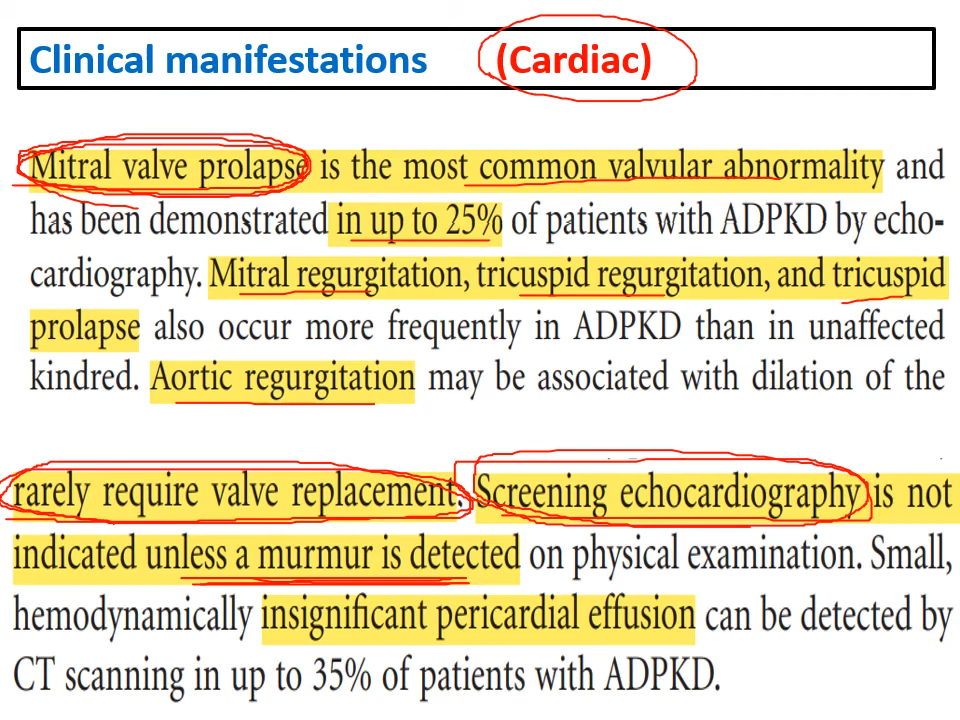 Clinical manifestations (Cardiac)
Mitral valve prolapse is the most common valvular abnormality and
has been demonstrated in up to 25% of patients with ADPKD by echo-
cardiography. Mitral regurgitation, tricuspid regurgitation, and tricuspid
prolapse also occur more frequently in ADPKD than in unaffected
kindred. Aortic regurgitation may be associated with dilation of the
rarely require valve replacement. Screening echocardiography is not
indicated unless a murmur is detected on physical examination. Small,
hemodynamically insignificant pericardial effusion can be detected by
CT scanning in up to 35% of patients with ADPKD.